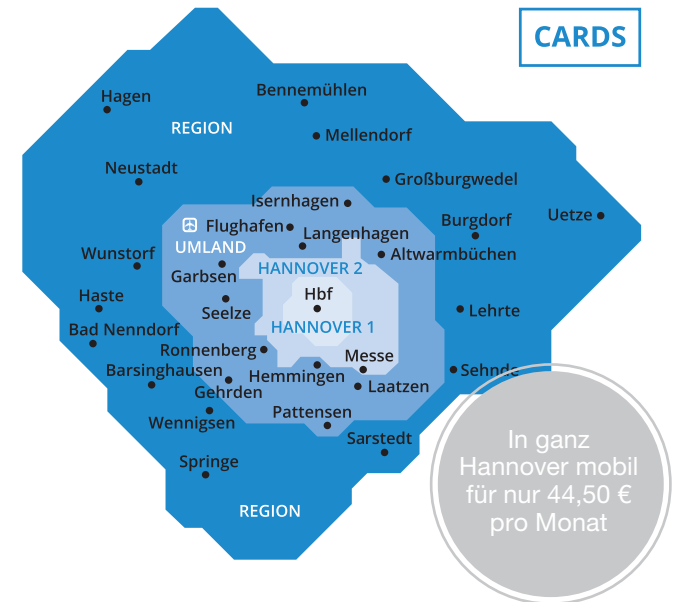 CARDS
Bennemühlen
Hagen
REGION
Mellendorf
Neustadt
Großburgwedel
Isernhagen
Uetze
Burgdorf
Flughafen
Langenhagen
UMLAND
Wunstorf
Altwarmbüchen
HANNOVER 2
Garbsen
Haste
Hbf
Seelze
Lehrte
HANNOVER 1
Bad Nenndorf
Ronnenberg
Messe
Barsinghausen
Sehnde
Hemmingen
Laatzen
Gehrden
Pattensen
Wennigsen
Sarstedt
In ganz
Hannover mobil
für nur 44,50 €
pro Monat
Springe
REGION